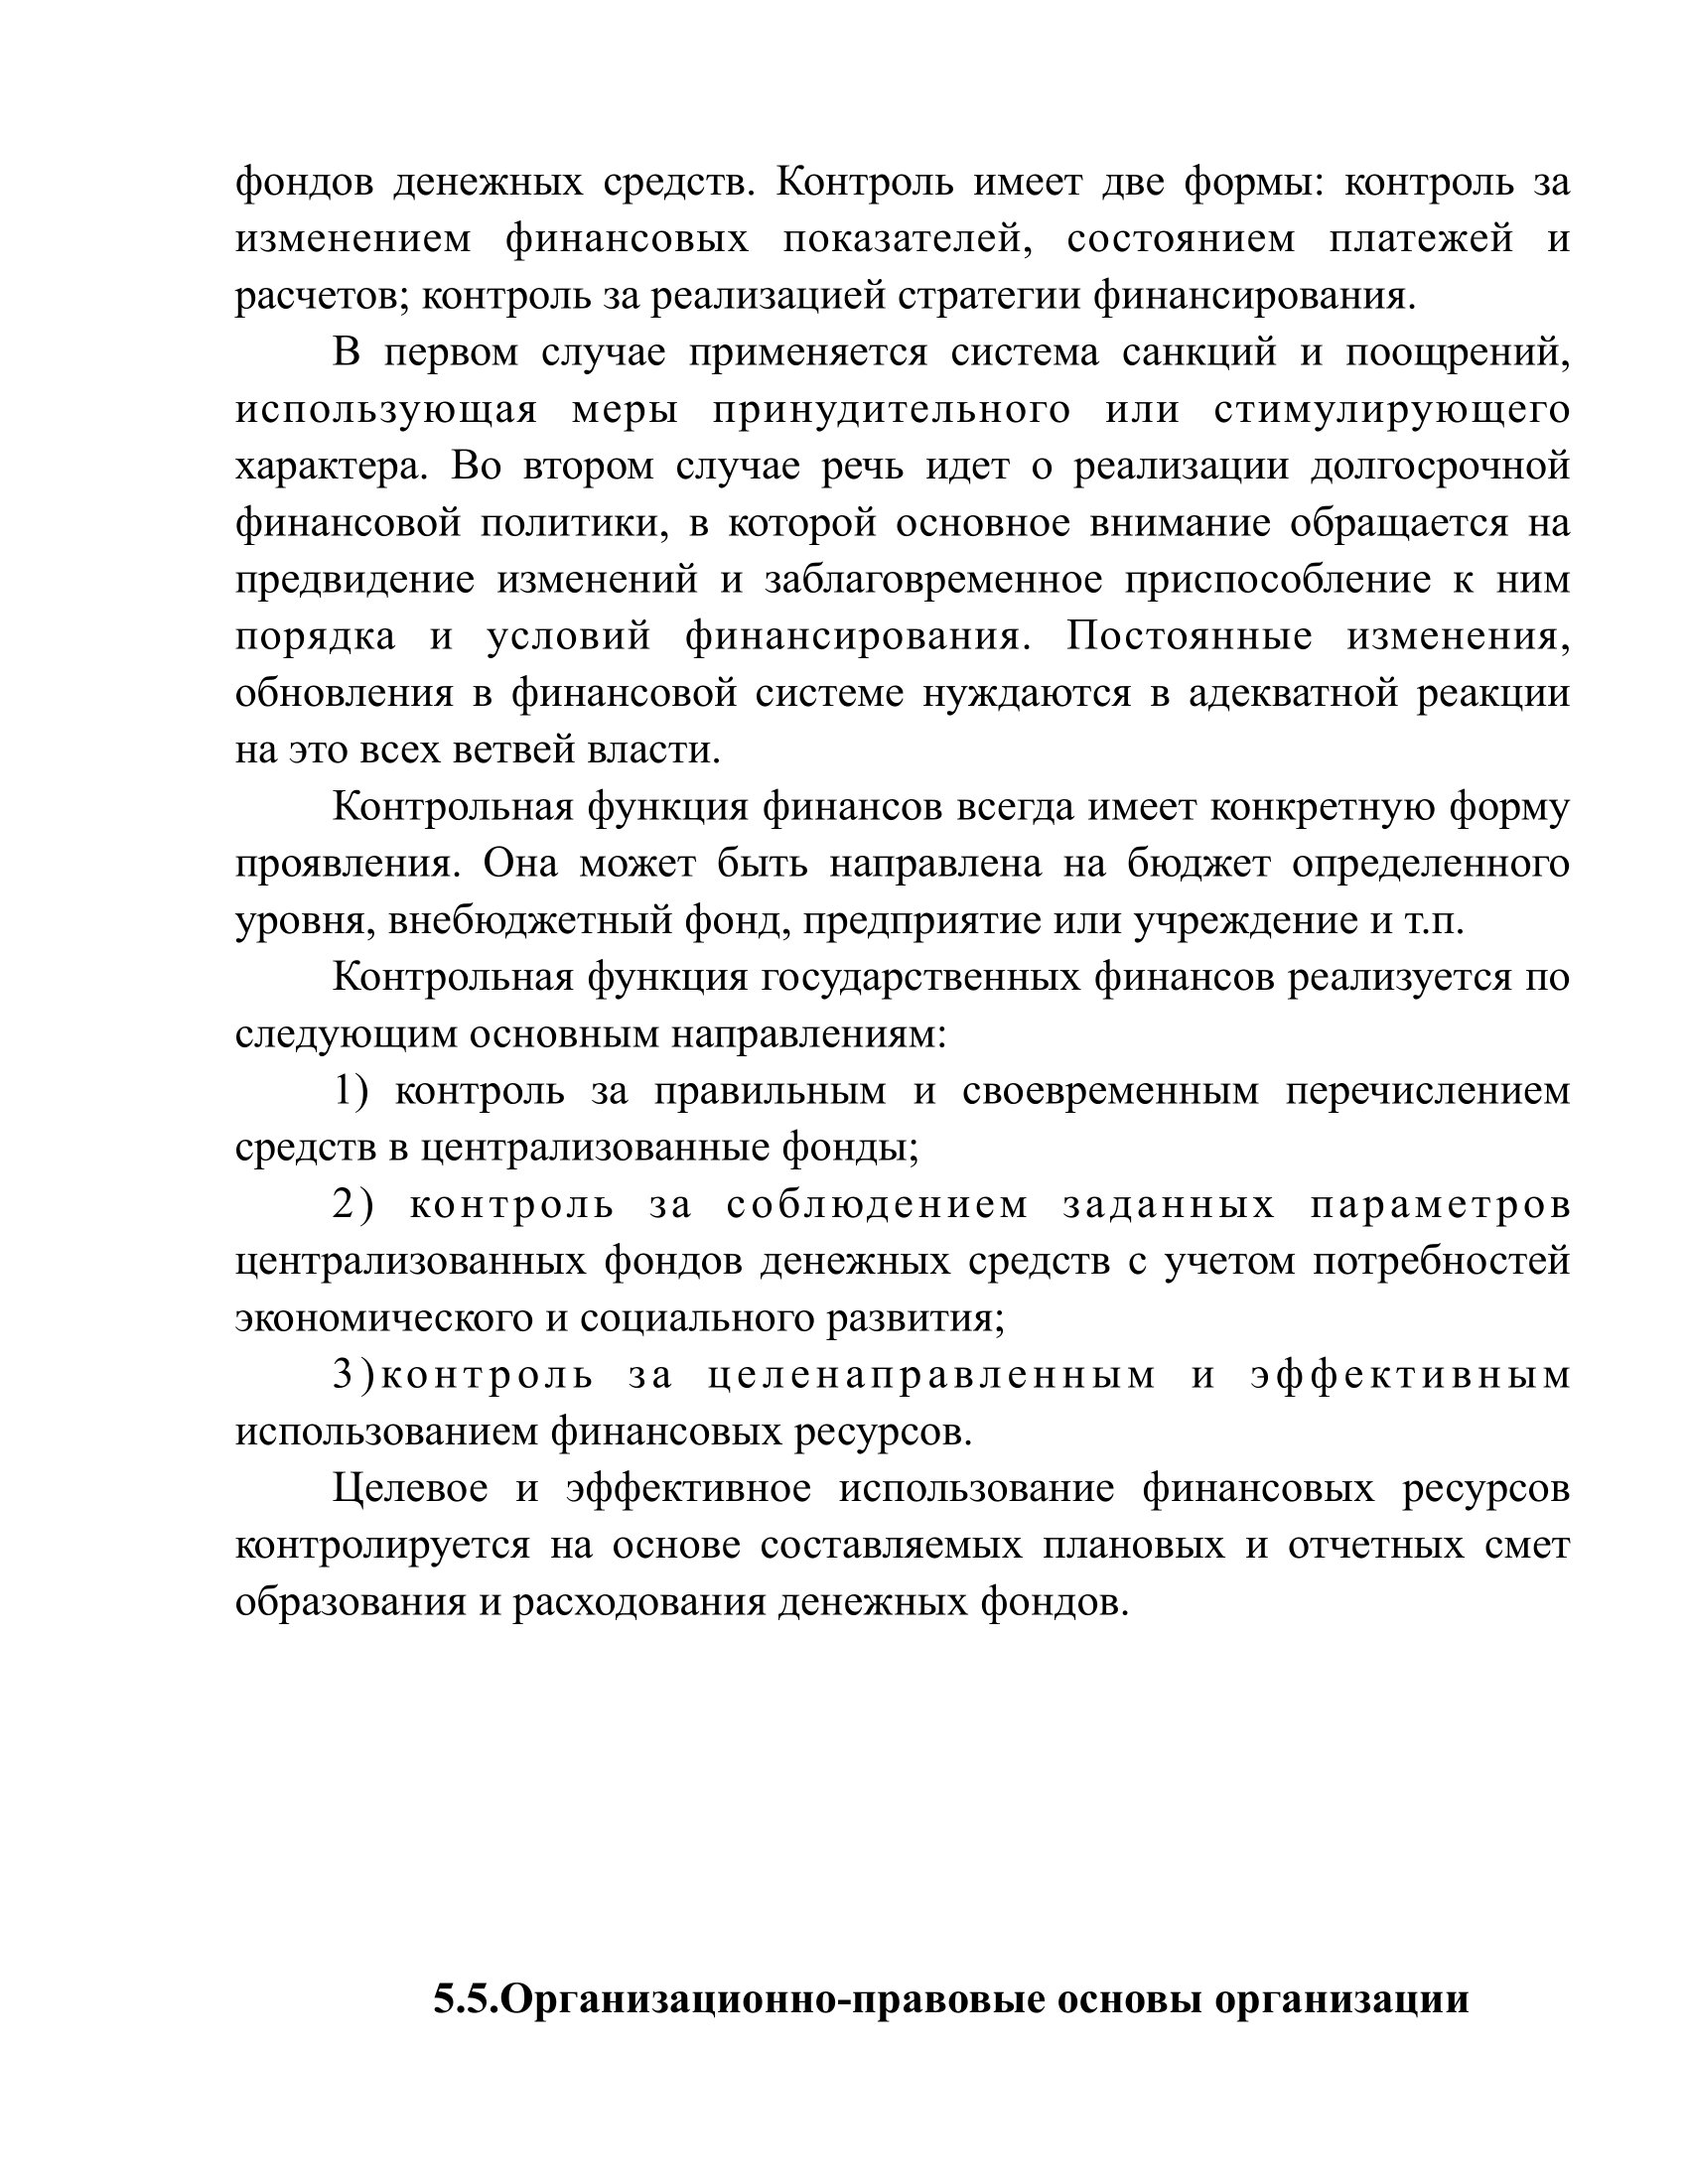 фондов денежных средств. Контроль имеет две формы: контроль за
изменением финансовых показателей, состоянием платежей и
расчетов; контроль за реализацией стратегии финансирования.
В первом случае применяется система санкций и поощрений,
использующая меры принудительного или стимулирующего
характера. Во втором случае речь идет о реализации долгосрочной
финансовой политики, в которой основное внимание обращается на
предвидение изменений и заблаговременное приспособление к ним
порядка и условий финансирования. Постоянные изменения,
обновления в финансовой системе нуждаются в адекватной реакции
на это всех ветвей власти.
Контрольная функция финансов всегда имеет конкретную форму
проявления. Она может быть направлена на бюджет определенного
уровня, внебюджетный фонд, предприятие или учреждение и т.п.
Контрольная функция государственных финансов реализуется по
следующим основным направлениям:
1) контроль за правильным и своевременным перечислением
средств в централизованные фонды;
2) контроль за соблюдением заданных параметров
централизованных фондов денежных средств с учетом потребностей
экономического и социального развития;
3)контроль за целенаправленным и эффективным
использованием финансовых ресурсов.
Целевое и эффективное использование финансовых ресурсов
контролируется на основе составляемых плановых и отчетных смет
образования и расходования денежных фондов.
5.5.Организационно-правовые основы организации